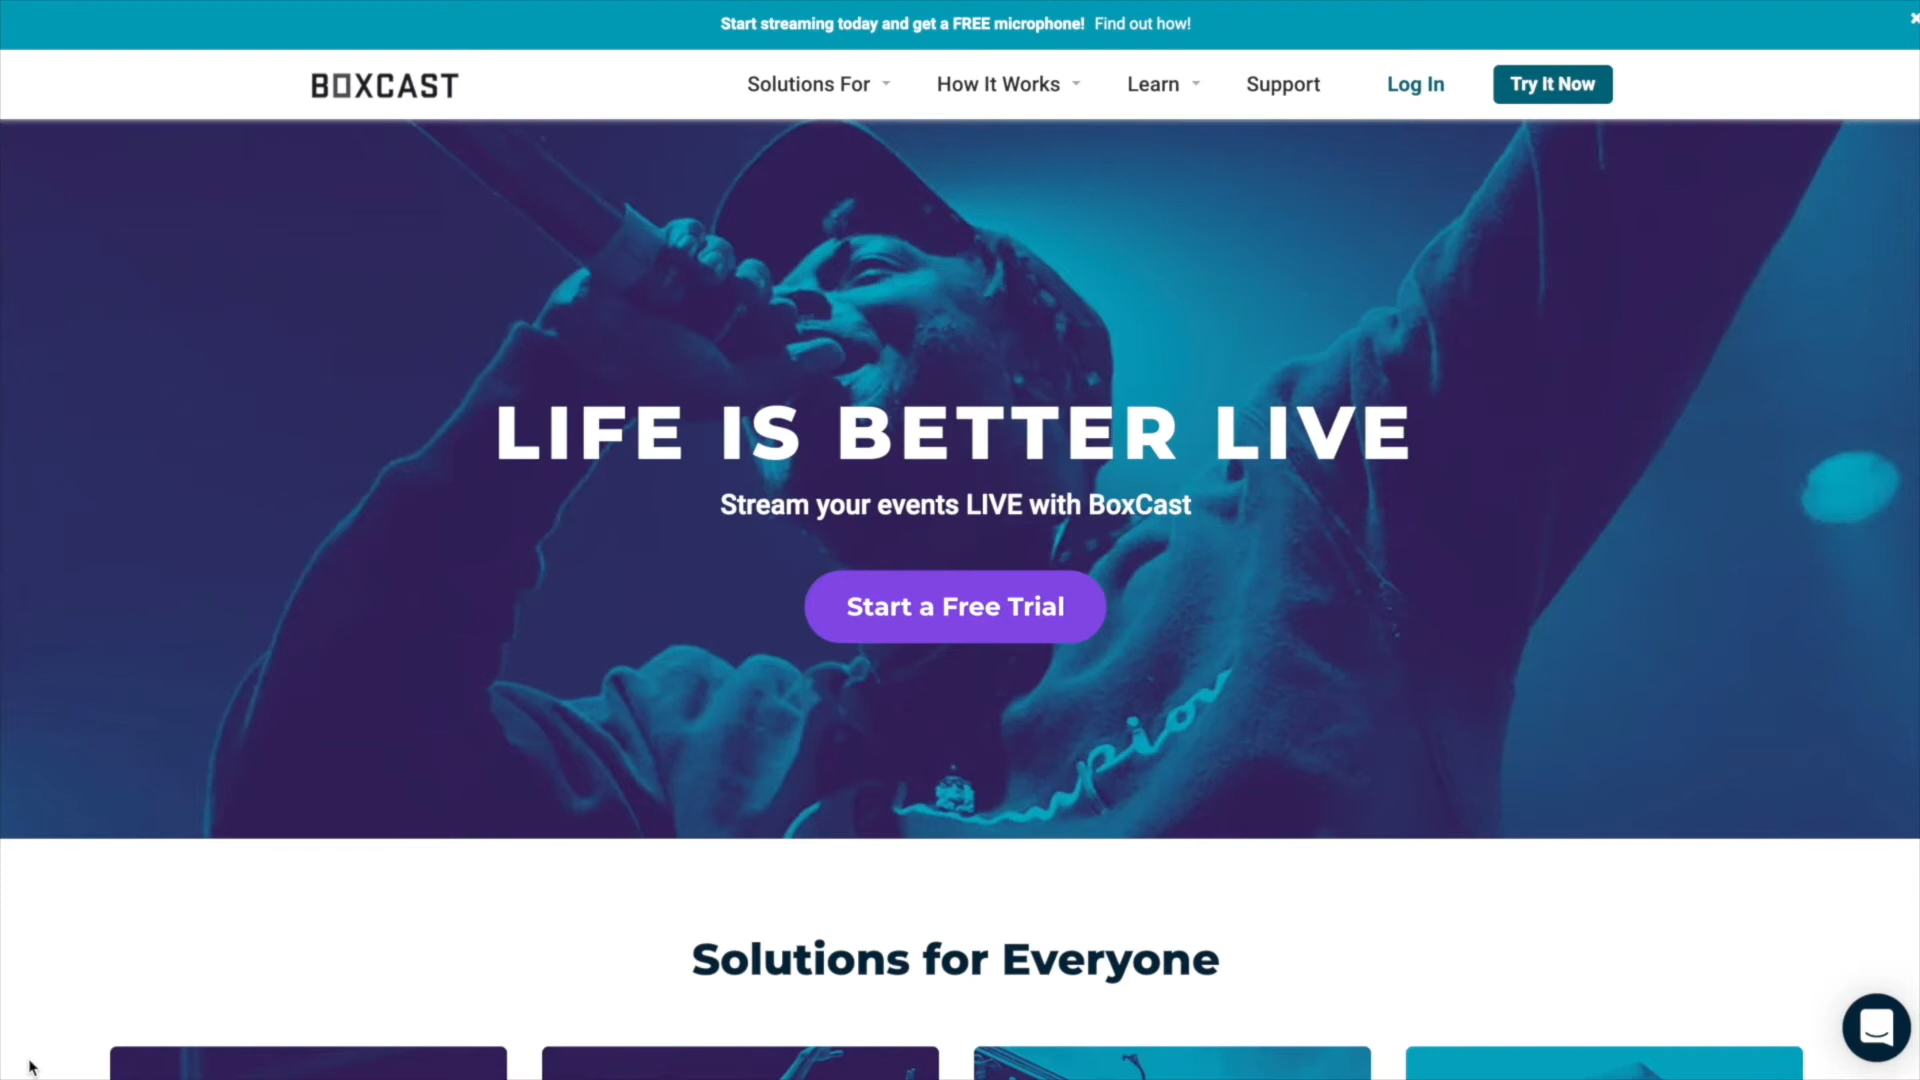 Start streaming today and get a FREE microphone! Find out how!
BOXCAST
Solutions For
How It Works
Learn
Support
Log In
Try It Now
LIFE IS BETTER LIVE
Stream your events LIVE with BoxCast
Start a Free Trial
Solutions for Everyone